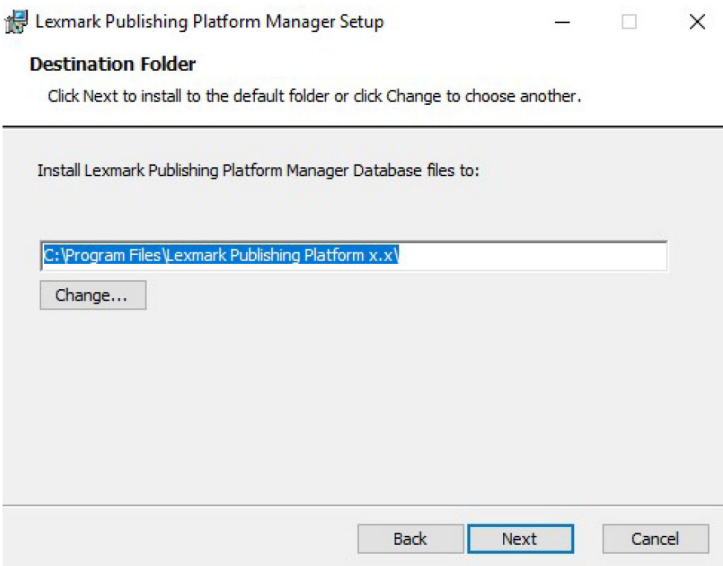 Lexmark Publishing Platform Manager Setup
Destination Folder
Click Next to install to the default folder or click Change to choose another.
Install Lexmark Publishing Platform Manager Database files to:
C:\Program Files\Lexmark Publishing Platform x.x\
Change...
Back Next Cancel